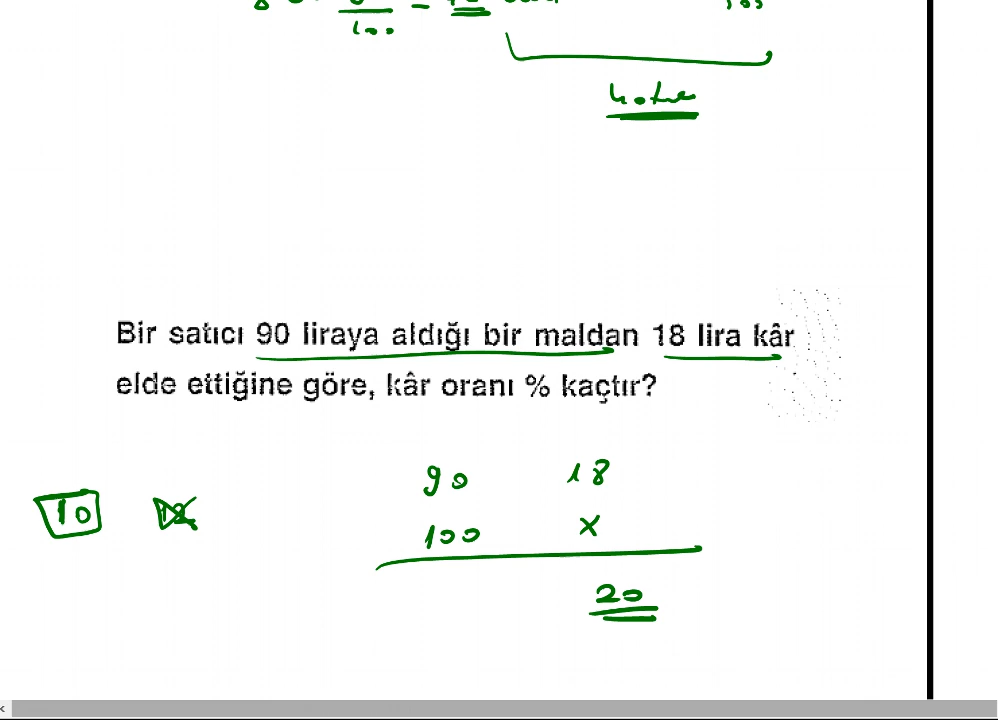 100
Bir satıcı 90 liraya aldığı bir maldan 18 lira kâr
elde ettiğine göre, kâr oranı % kaçtır?
90 18
10
100 x
20